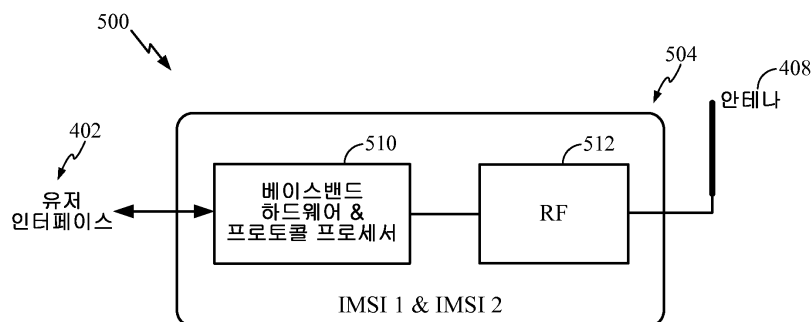 500
504
408
안테나
402
510
512
유저
인터페이스
베이스밴드
하드웨어 &
프로토콜 프로세서
RF
IMSI 1 & IMSI 2